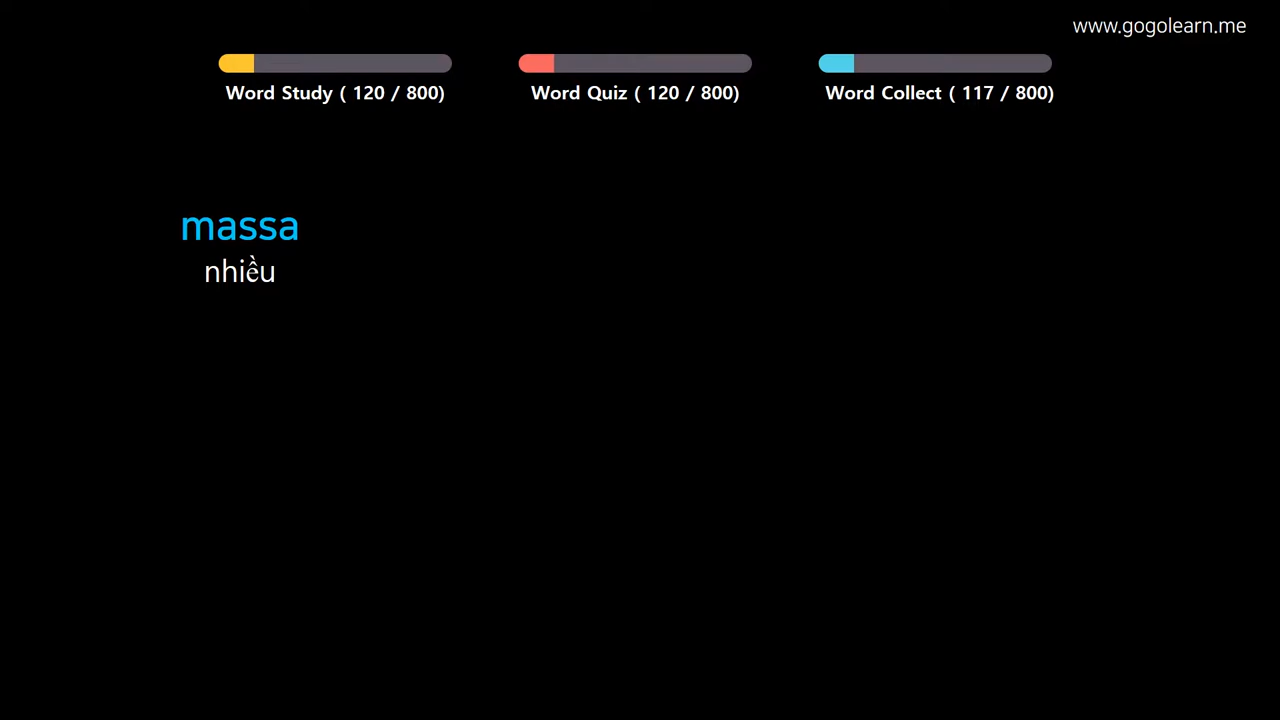 www.gogolearn.me
Word Study ( 120 / 800)
Word Quiz ( 120 / 800)
Word Collect ( 117 / 800)
massa
nhiều